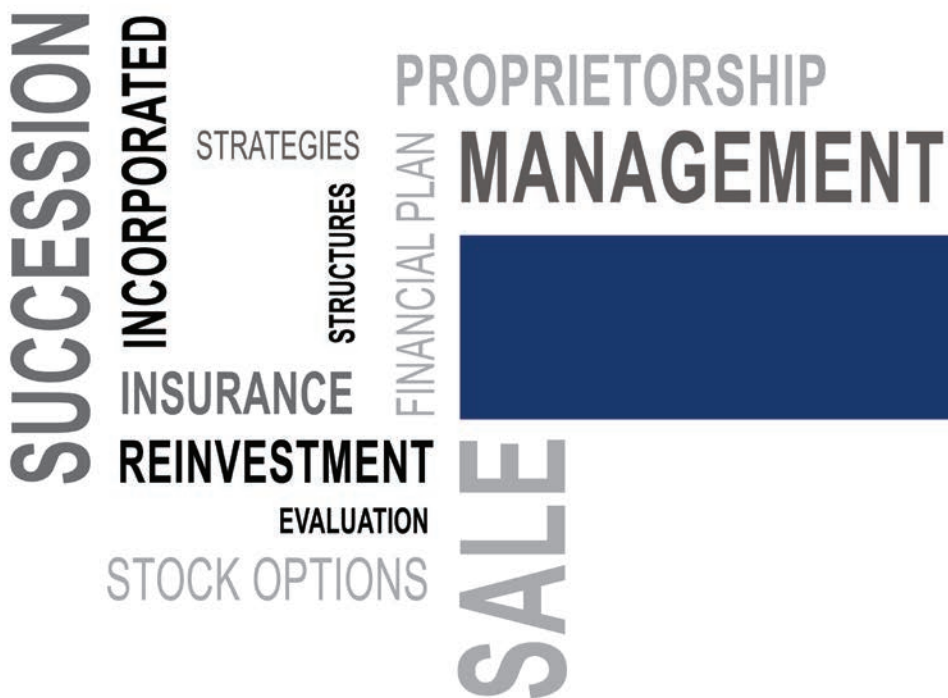 SUCCESSION
INCORPORATED
STRATEGIES
STRUCTURES
PROPRIETORSHIP
FINANCIAL PLAN
MANAGEMENT
INSURANCE
REINVESTMENT
EVALUATION
STOCK OPTIONS
SALE